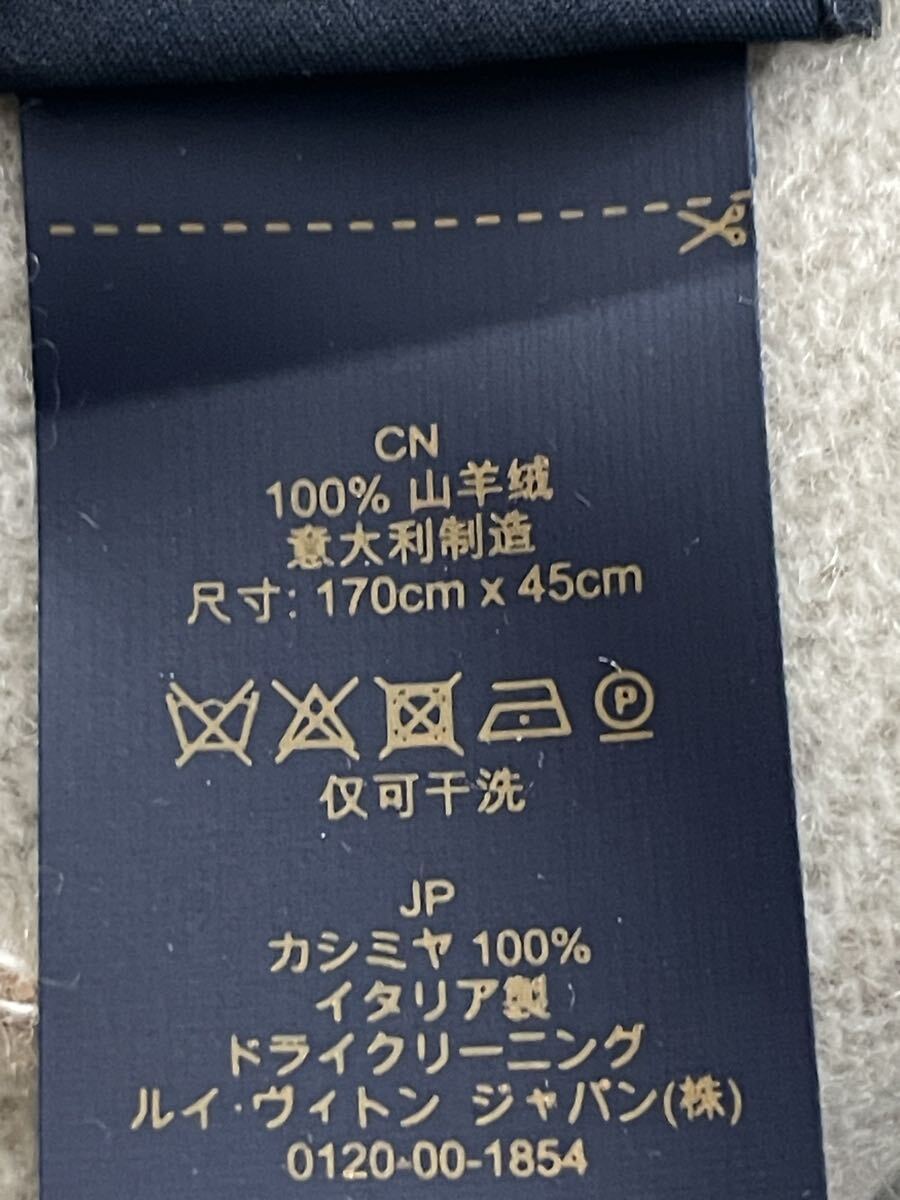 CN
100% 山羊绒
意大利制造
尺寸: 170cm x 45cm
P
仅可干洗
JP
カシミヤ 100%
イタリア製
ドライクリーニング
ルイ·ヴィトン ジャパン(株)
0120-00-1854